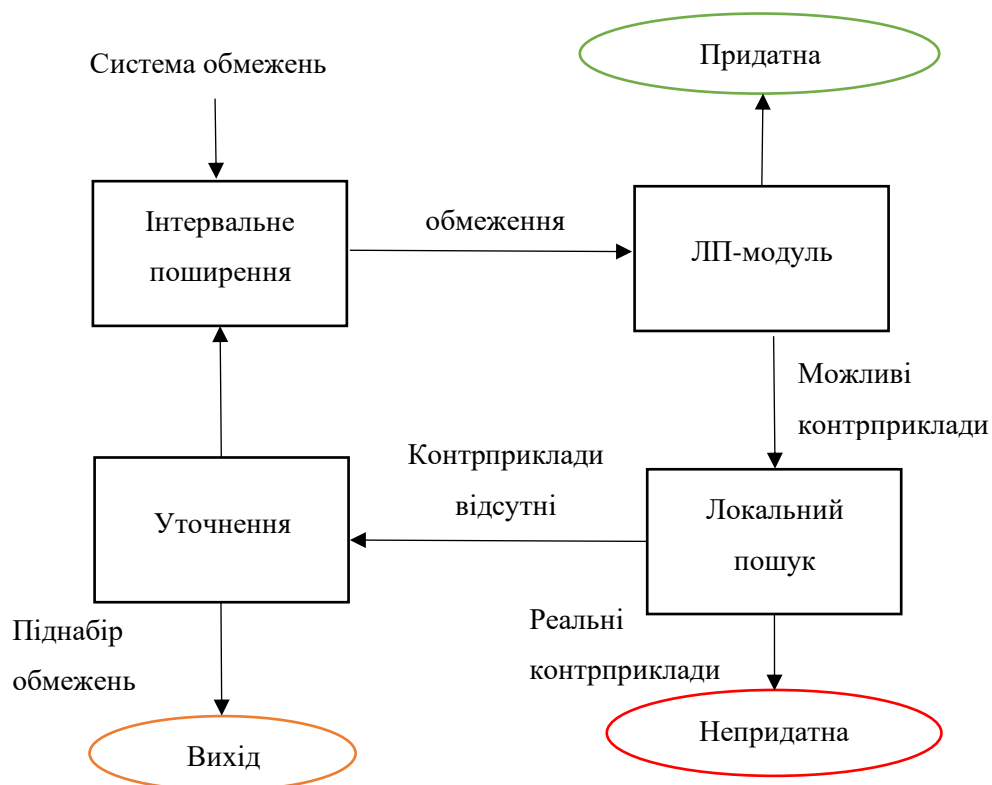 Придатна
Система обмежень
Інтервальне
поширення
обмеження
ЛП-модуль
Можливі
контрприклади
Контрприклади
відсутні
Уточнення
Локальний
пошук
Піднабір
обмежень
Реальні
контрприклади
Вихід
Непридатна